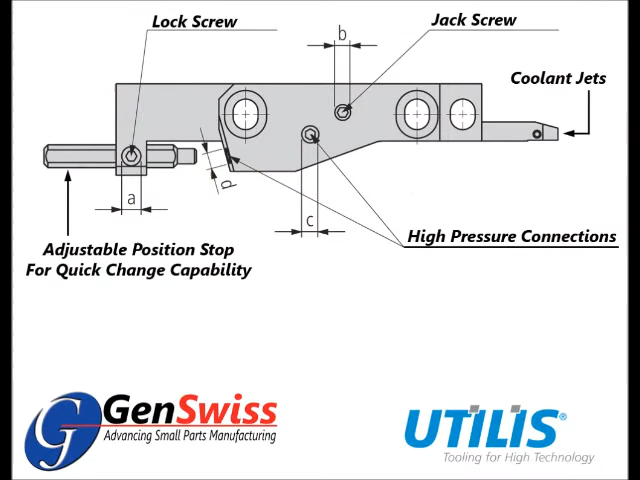 Lock Screw
Jack Screw
b
Coolant Jets
d
a
c
High Pressure Connections
Adjustable Position Stop
For Quick Change Capability
G GenSwiss
Advancing Small Parts Manufacturing
UTILIS®
Tooling for High Technology